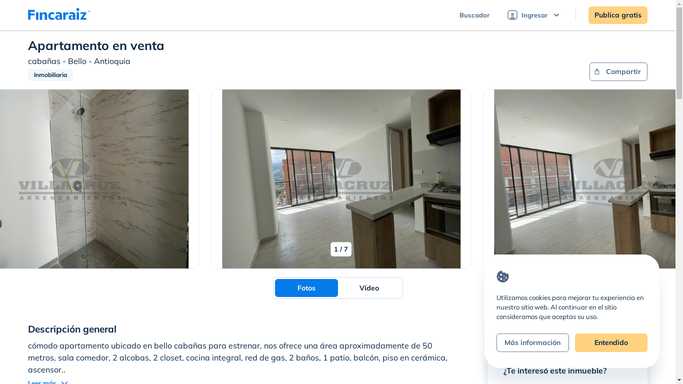 Fincaraiz
Buscador
Ingresar
Publica gratis
Apartamento en venta
cabañas - Bello - Antioquia
Inmobiliaria
Compartir
VILLACRUZ
ARRENDAMIENTOS
VILLACRUZ
VILLACRUZ
1 / 7
Fotos
Video
Descripción general
cómodo apartamento ubicado en bello cabañas para estrenar, nos ofrece una área aproximadamente de 50
metros, sala comedor, 2 alcobas, 2 closet, cocina integral, red de gas, 2 baños, 1 patio, balcón, piso en cerámica,
ascensor..
Leer más
Utilizamos cookies para mejorar tu experiencia en
nuestro sitio web. Al continuar en el sitio
consideramos que aceptas su uso.
Más información
Entendido
¿Te interesó este inmueble?